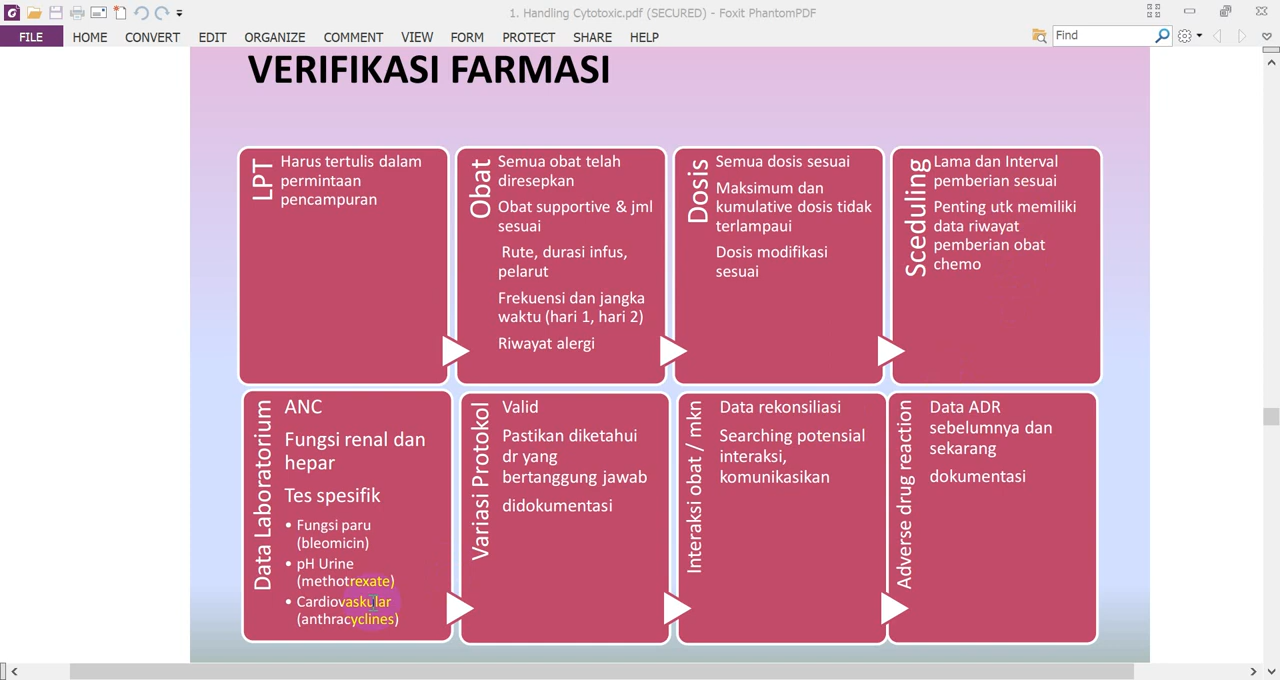 1. Handling Cytotoxic.pdf (SECURED) - Foxit PhantomPDF
FILE HOME CONVERT EDIT ORGANIZE COMMENT VIEW FORM PROTECT SHARE HELP Find
VERIFIKASI FARMASI
LPT
Harus tertulis dalam
permintaan
pencampuran
Obat
Semua obat telah
diresepkan
Obat supportive & jml
sesuai
Rute, durasi infus,
pelarut
Frekuensi dan jangka
waktu (hari 1, hari 2)
Riwayat alergi
Dosis
Semua dosis sesuai
Maksimum dan
kumulative dosis tidak
terlampaui
Dosis modifikasi
sesuai
Sceduling
Lama dan Interval
pemberian sesuai
Penting utk memiliki
data riwayat
pemberian obat
chemo
Data Laboratorium
ANC
Fungsi renal dan
hepar
Tes spesifik
• Fungsi paru
(bleomicin)
• pH Urine
(methotrexate)
• Cardiovaskular
(anthracyclines)
Variasi Protokol
Valid
Pastikan diketahui
dr yang
bertanggung jawab
didokumentasi
Interaksi obat / mkn
Data rekonsiliasi
Searching potensial
interaksi,
komunikasikan
Adverse drug reaction
Data ADR
sebelumnya dan
sekarang
dokumentasi